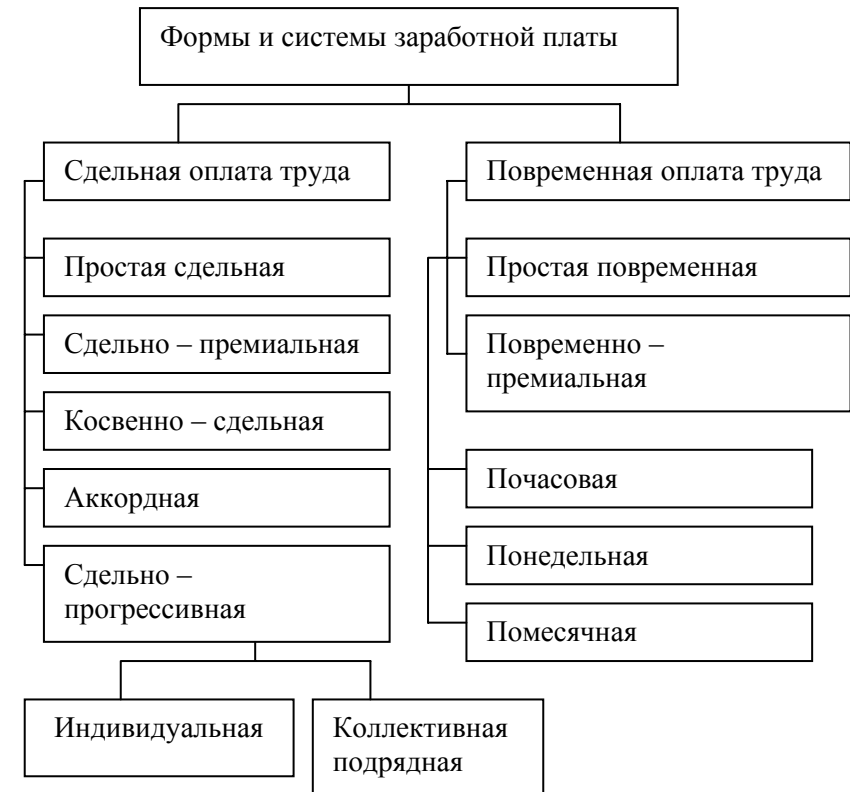 Формы и системы заработной платы
Сдельная оплата труда
Повременная оплата труда
Простая сдельная
Простая повременная
Сдельно – премиальная
Повременно –
премиальная
Косвенно – сдельная
Почасовая
Аккордная
Понедельная
Сдельно –
прогрессивная
Помесячная
Индивидуальная
Коллективная
подрядная